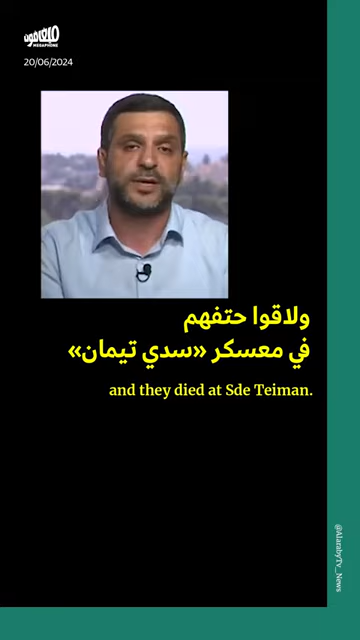 ميغافون
MEGAPHONE
20/06/2024
ولاقوا حتفهم
في معسكر «سدي تيمان»
and they died at Sde Teiman.
@AlarabyTv_News